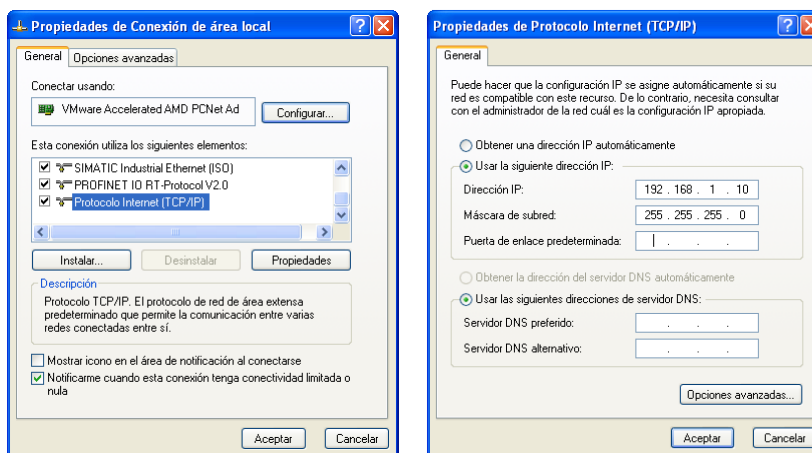 Propiedades de Conexión de área local
General
Opciones avanzadas
Conectar usando:
VMware Accelerated AMD PCNet Ad
Configurar...
Esta conexión utiliza los siguientes elementos:
SIMATIC Industrial Ethernet (ISO)
PROFINET IO RT-Protocol V2.0
Protocolo Internet (TCP/IP)
Instalar...
Desinstalar
Propiedades
Descripción
Protocolo TCP/IP. El protocolo de red de área extensa
predeterminado que permite la comunicación entre varias
redes conectadas entre sí.
Mostrar icono en el área de notificación al conectarse
Notificarme cuando esta conexión tenga conectividad limitada o
nula
Aceptar
Cancelar
Propiedades de Protocolo Internet (TCP/IP)
General
Puede hacer que la configuración IP se asigne automáticamente si su
red es compatible con este recurso. De lo contrario, necesita consultar
con el administrador de la red cuál es la configuración IP apropiada.
Obtener una dirección IP automáticamente
Usar la siguiente dirección IP:
Dirección IP: 192 . 168 . 1 . 10
Máscara de subred: 255 . 255 . 255 . 0
Puerta de enlace predeterminada: . . .
Obtener la dirección del servidor DNS automáticamente
Usar las siguientes direcciones de servidor DNS:
Servidor DNS preferido: . . .
Servidor DNS alternativo: . . .
Opciones avanzadas...
Aceptar
Cancelar